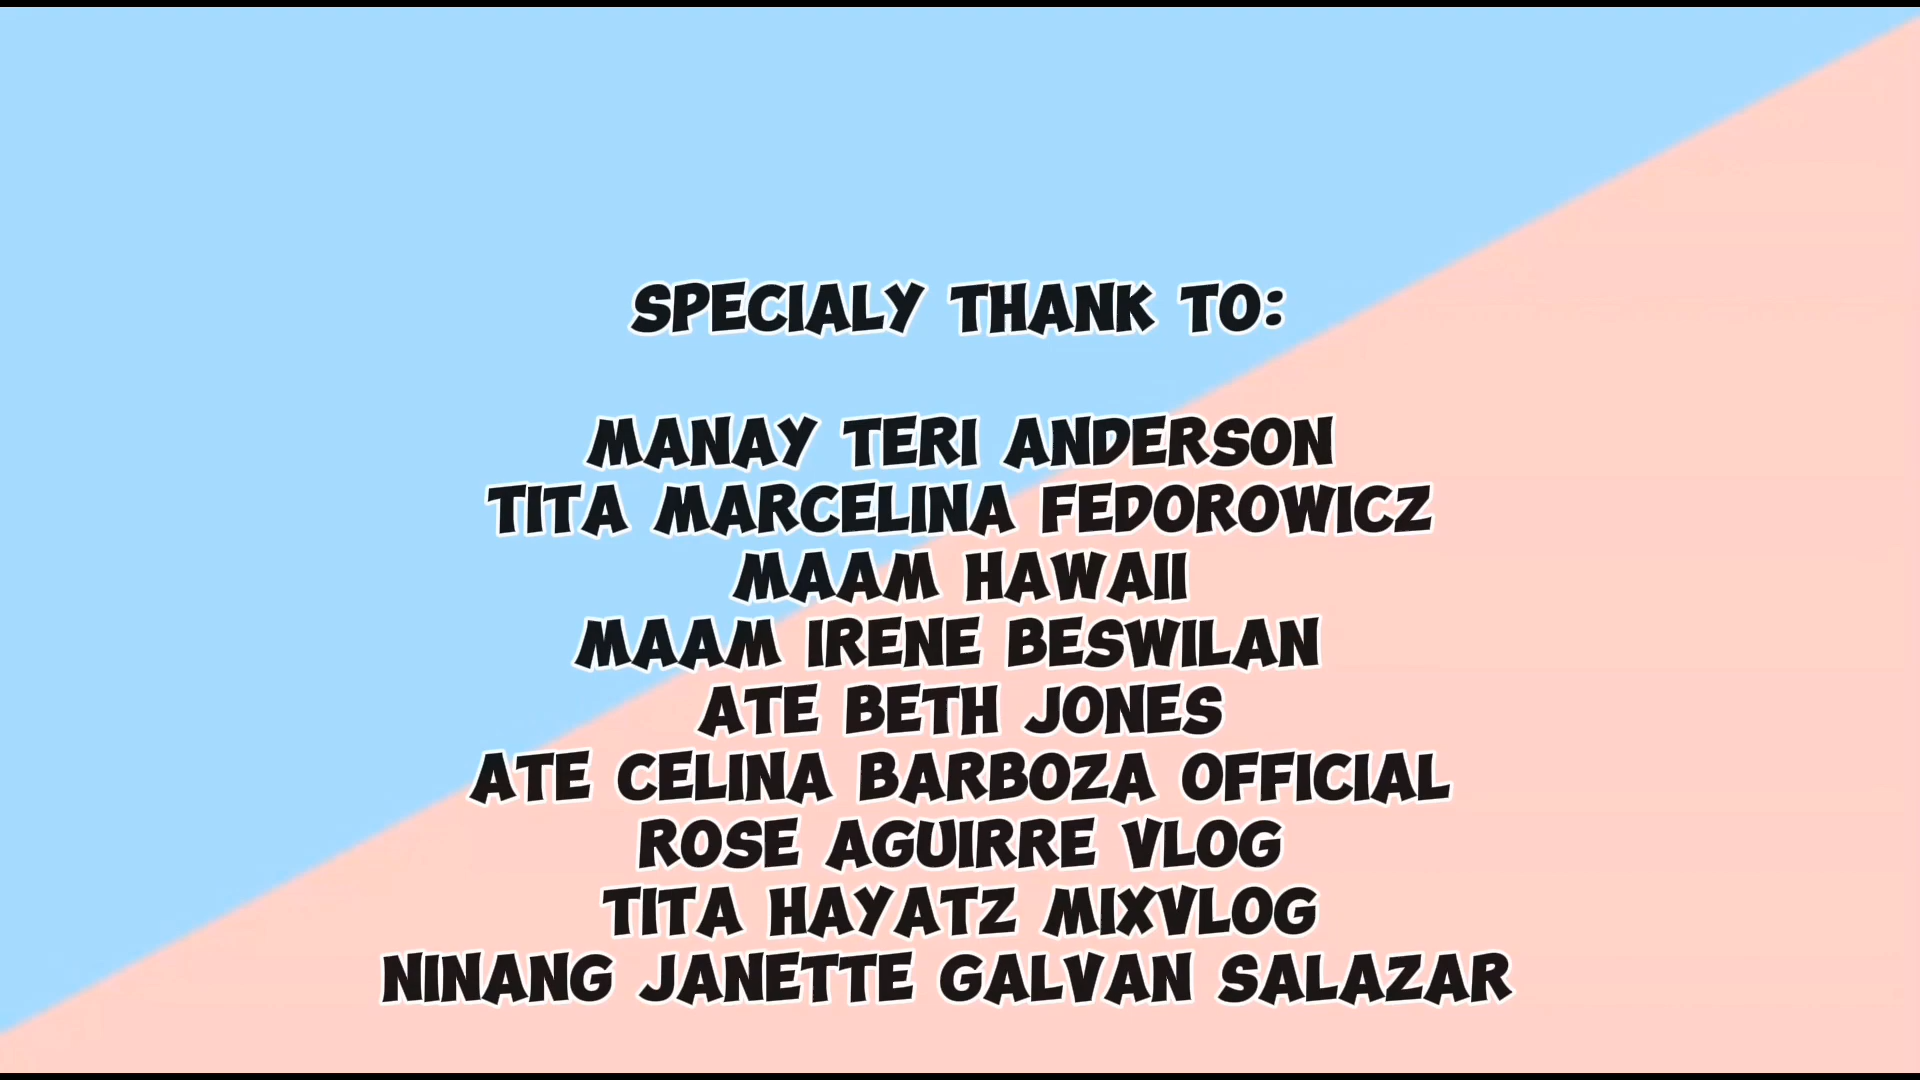 SPECIALY THANK TO:
MANAY TERI ANDERSON
TITA MARCELINA FEDOROWICZ
MAAM HAWAII
MAAM IRENE BESWILAN
ATE BETH JONES
ATE CELINA BARBOZA OFFICIAL
ROSE AGUIRRE VLOG
TITA HAYATZ MIXVLOG
NINANG JANETTE GALVAN SALAZAR